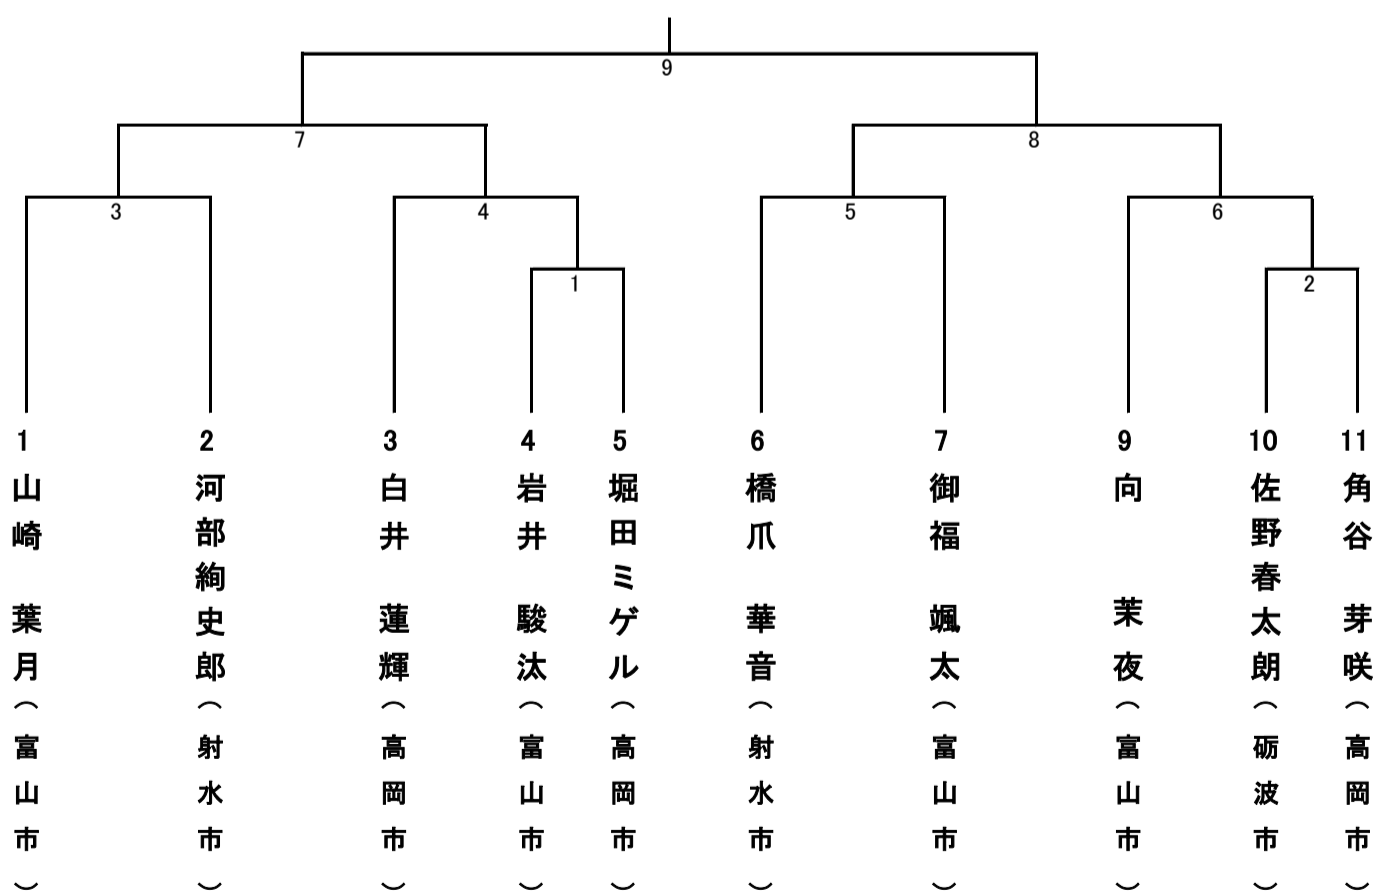 9
7
8
3
4
5
6
1
2
1 山崎 葉月（富山市）
2 河部絢史郎（射水市）
3 白井 蓮輝（高岡市）
4 岩井 駿汰（富山市）
5 堀田ミゲル（高岡市）
6 橋爪 華音（射水市）
7 御福 颯太（富山市）
9 向 茉夜（富山市）
10 佐野春太朗（砺波市）
11 角谷 芽咲（高岡市）